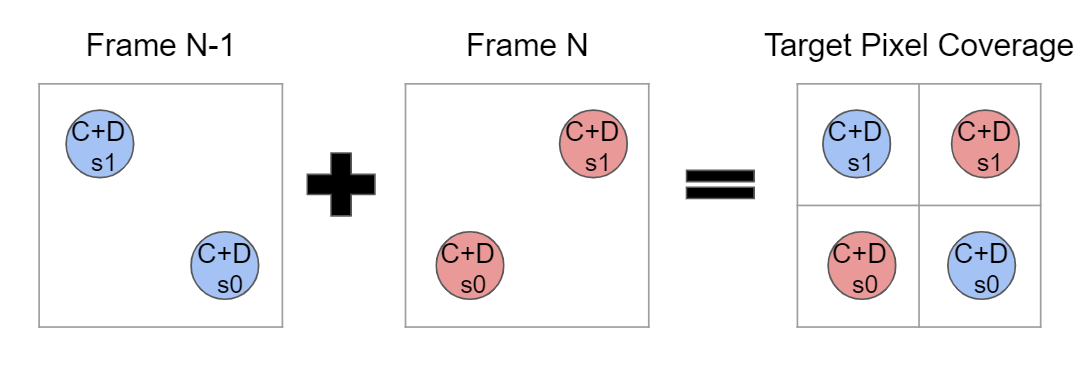 Frame N-1
Frame N
Target Pixel Coverage
C+D
s1
C+D
s0
C+D
s1
C+D
s0
C+D
s1
C+D
s1
C+D
s0
C+D
s0